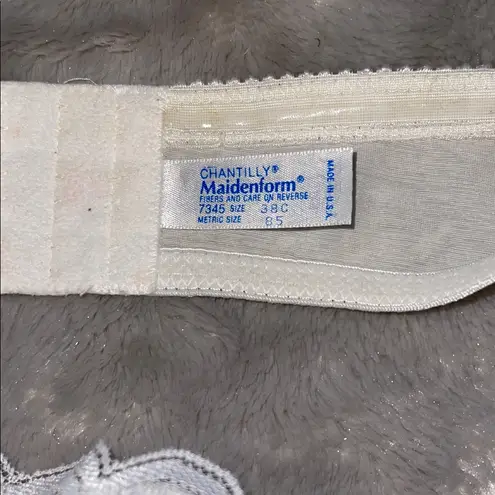 CHANTILLY®
Maidenform®
FIBERS AND CARE ON REVERSE
7345 SIZE 38C
METRIC SIZE 85
MADE IN U.S.A.